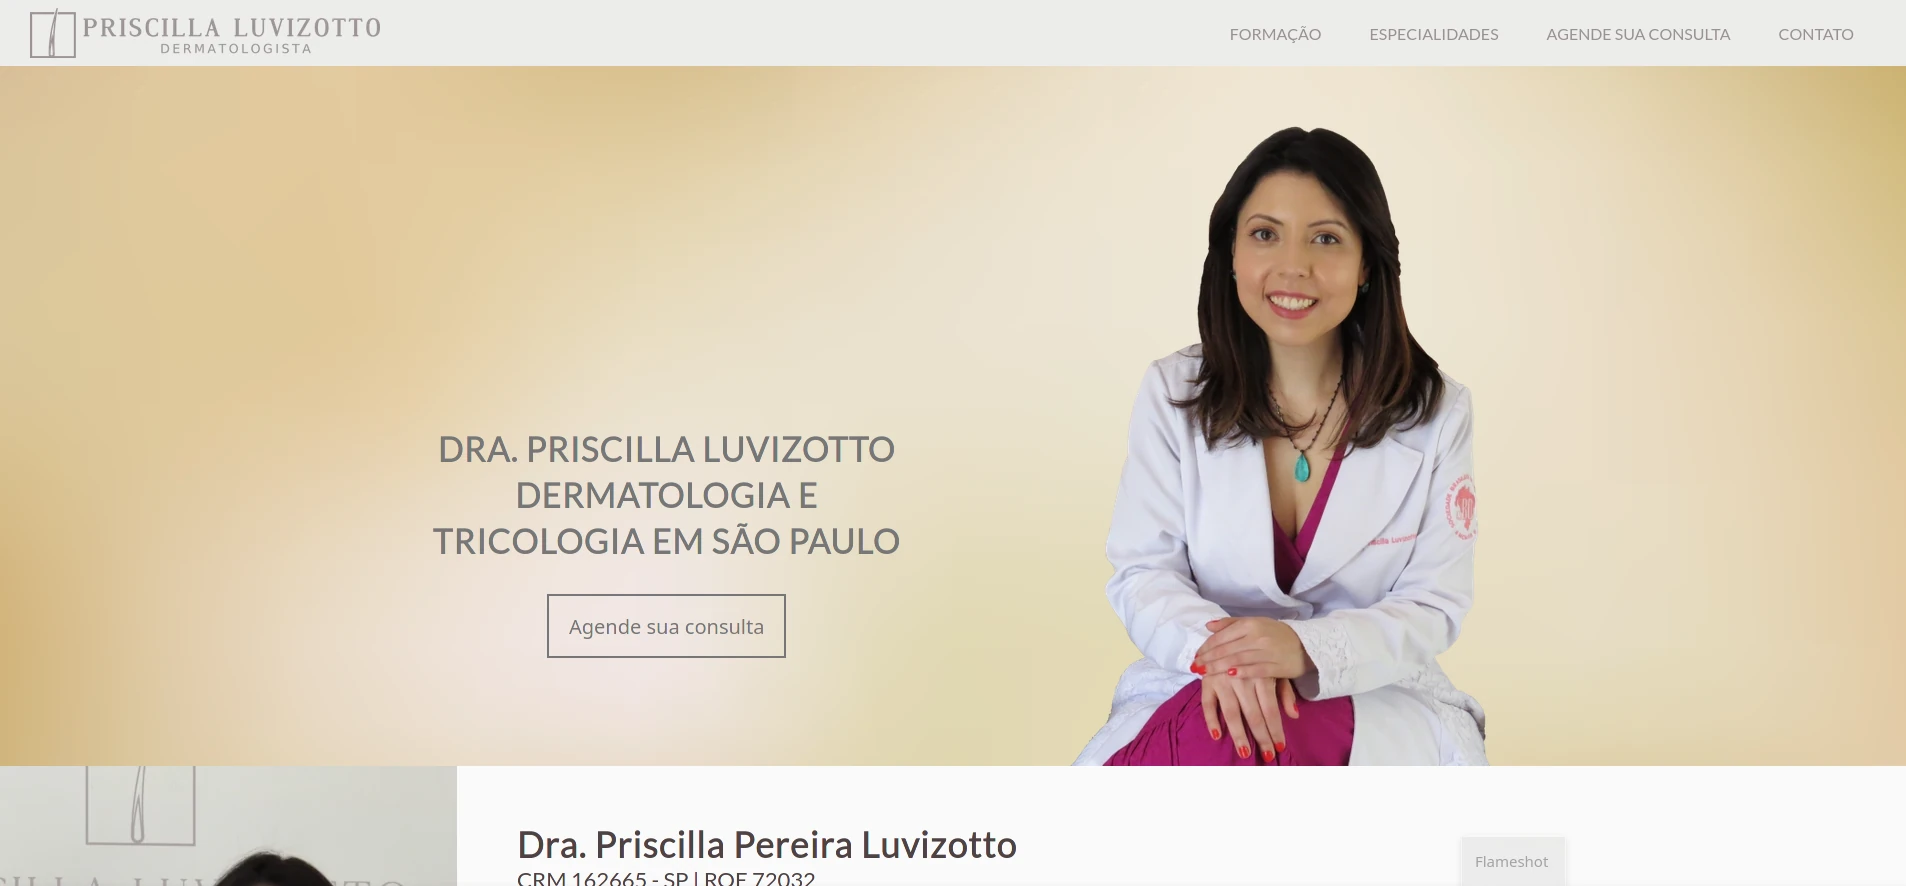 PRISCILLA LUVIZOTTO
DERMATOLOGISTA
FORMAÇÃO
ESPECIALIDADES
AGENDE SUA CONSULTA
CONTATO
DRA. PRISCILLA LUVIZOTTO
DERMATOLOGIA E
TRICOLOGIA EM SÃO PAULO
Agende sua consulta
Dra. Priscilla Pereira Luvizotto
CRM 162665 - SP | RQE 72032
Flameshot